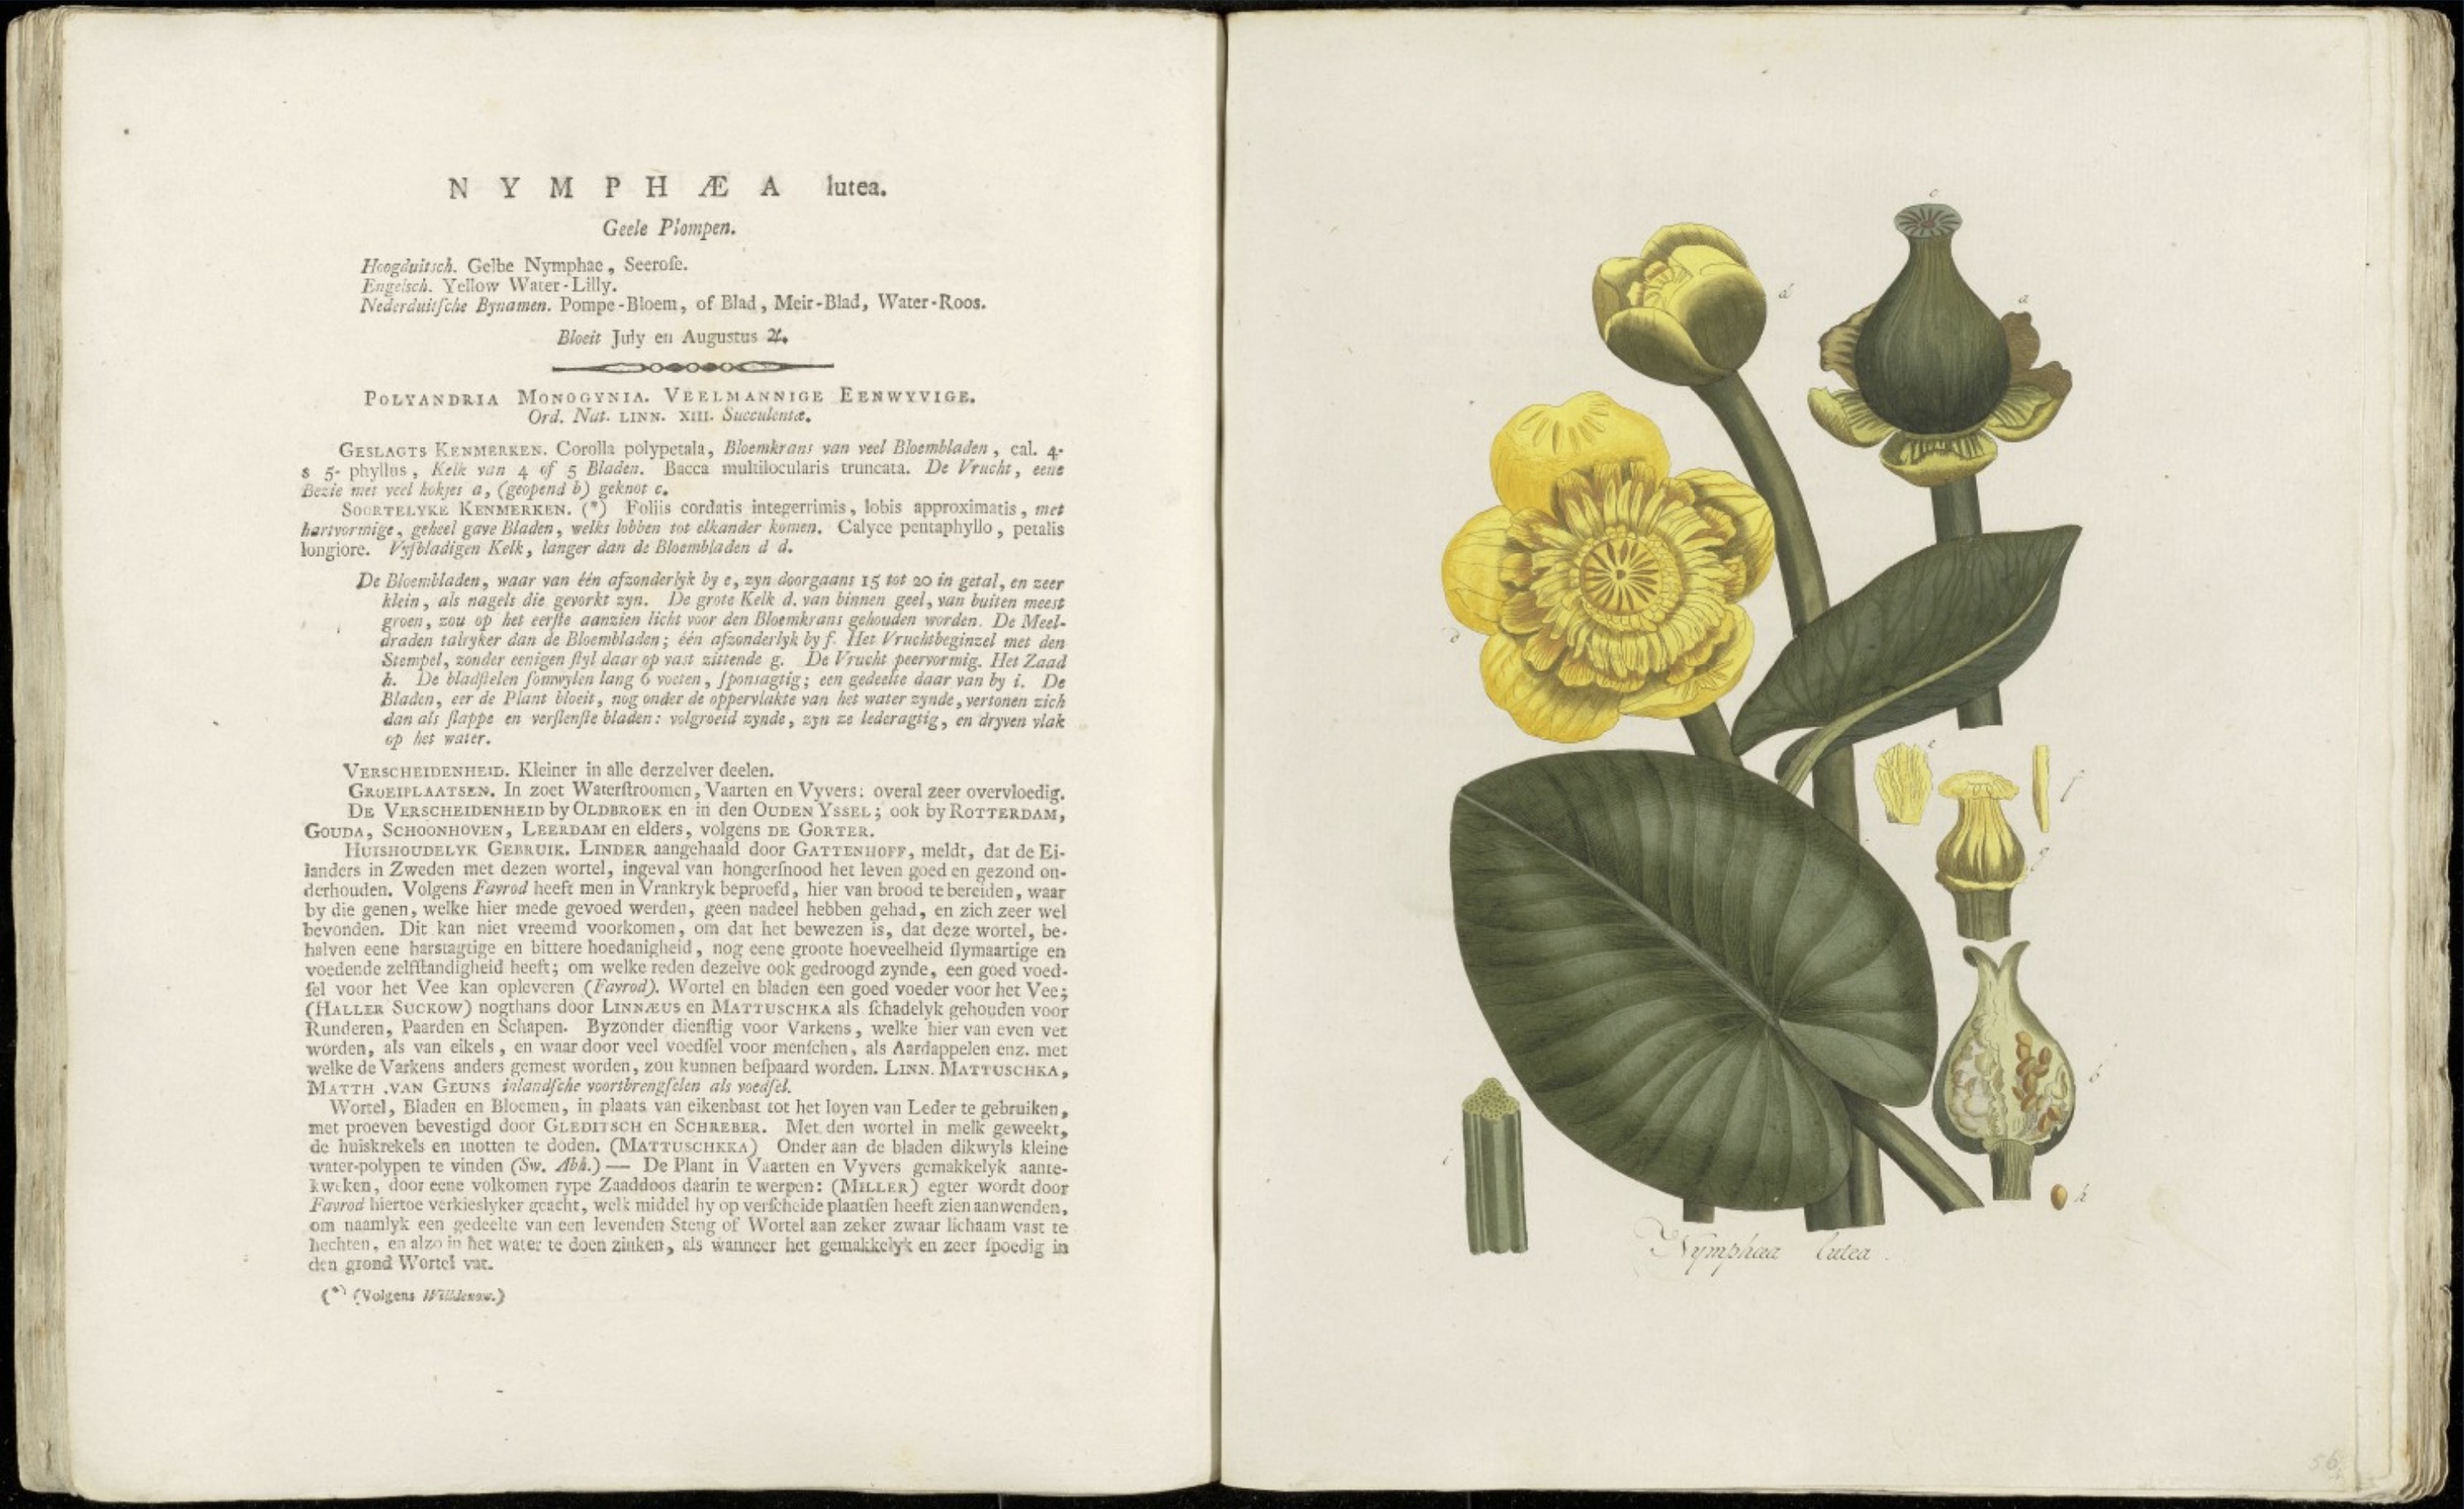 NYMPHÆA lutea.
Geele Plompen.
Hoogduitsch. Gelbe Nymphae, Seeroſe.
Engelsch. Yellow Water-Lilly.
Nederduitſche Bynamen. Pompe-Bloem, of Blad, Meir-Blad, Water-Roos.
Bloeit July en Augustus ♃.
POLYANDRIA MONOGYNIA. VEELMANNIGE EENWYVIGE.
Ord. Nat. LINN. XIII. Succulentæ.
GESLAGTS KENMERKEN. Corolla polypetala, Bloemkrans van veel Bloembladen, cal. 4-
s 5- phyllus, Kelk van 4 of 5 Bladen. Bacca multilocularis truncata. De Vrucht, eene
Bezie met veel hokjes a, (geopend b) geknot c.
SOORTELYKE KENMERKEN. (*) Foliis cordatis integerrimis, lobis approximatis, met
hartvormige, geheel gave Bladen, welks lobben tot elkander komen. Calyce pentaphyllo, petalis
longiore. Vyfbladigen Kelk, langer dan de Bloembladen d d.
De Bloembladen, waar van één afzonderlyk by e, zyn doorgaans 15 tot 20 in getal, en zeer
klein, als nagels die gevorkt zyn. De grote Kelk d. van binnen geel, van buiten meest
groen, zou op het eerſte aanzien licht voor den Bloemkrans gehouden worden. De Meel-
draden talryker dan de Bloembladen; één afzonderlyk by f. Het Vruchtbeginzel met den
Stempel, zonder eenigen ſtyl daar op vast zittende g. De Vrucht peervormig. Het Zaad
h. De bladſtelen ſomwylen lang 6 voeten, ſponsagtig; een gedeelte daar van by i. De
Bladen, eer de Plant bloeit, nog onder de oppervlakte van het water zynde, vertonen zich
dan als ſlappe en verſlenſte bladen: volgroeid zynde, zyn ze lederagtig, en dryven vlak
op het water.
VERSCHEIDENHEID. Kleiner in alle derzelver deelen.
GROEIPLAATSEN. In zoet Waterſtroomen, Vaarten en Vyvers: overal zeer overvloedig.
DE VERSCHEIDENHEID by OLDBROEK en in den OUDEN YSSEL; ook by ROTTERDAM,
GOUDA, SCHOONHOVEN, LEERDAM en elders, volgens DE GORTER.
HUISHOUDELYK GEBRUIK. LINDER aangehaald door GATTENHOFF, meldt, dat de Ei-
landers in Zweden met dezen wortel, ingeval van hongerſnood het leven goed en gezond on-
derhouden. Volgens Favrod heeft men in Vrankryk beproefd, hier van brood te bereiden, waar
by die genen, welke hier mede gevoed werden, geen nadeel hebben gehad, en zich zeer wel
bevonden. Dit kan niet vreemd voorkomen, om dat het bewezen is, dat deze wortel, be-
halven eene harstagtige en bittere hoedanigheid, nog eene groote hoeveelheid ſlymaartige en
voedende zelfſtandigheid heeft; om welke reden dezelve ook gedroogd zynde, een goed voed-
ſel voor het Vee kan opleveren (Favrod). Wortel en bladen een goed voeder voor het Vee;
(HALLER SUCKOW) nogthans door LINNÆUS en MATTUSCHKA als ſchadelyk gehouden voor
Runderen, Paarden en Schapen. Byzonder dienſtig voor Varkens, welke hier van even vet
worden, als van eikels, en waar door veel voedſel voor menſchen, als Aardappelen enz. met
welke de Varkens anders gemest worden, zou kunnen beſpaard worden. LINN. MATTUSCHKA,
MATTH .VAN GEUNS inlandſche voortbrengſelen als voedſel.
Wortel, Bladen en Bloemen, in plaats van eikenbast tot het loyen van Leder te gebruiken,
met proeven bevestigd door GLEDITSCH en SCHREBER. Met den wortel in melk geweekt,
de huiskrekels en motten te doden. (MATTUSCHKKA) Onder aan de bladen dikwyls kleine
water-polypen te vinden (Sw. Abh.) — De Plant in Vaarten en Vyvers gemakkelyk aante-
kweken, door eene volkomen rype Zaaddoos daarin te werpen: (MILLER) egter wordt door
Favrod hiertoe verkieslyker geacht, welk middel hy op verſcheide plaatſen heeft zien aanwenden,
om naamlyk een gedeelte van een levenden Steng of Wortel aan zeker zwaar lichaam vast te
hechten, en alzo in het water te doen zinken, als wanneer het gemakkelyk en zeer ſpoedig in
den grond Wortel vat.
(*) (Volgens Willdenow.)
c
d
a
d
e
f
g
b
i
h
Nymphaea lutea.
56